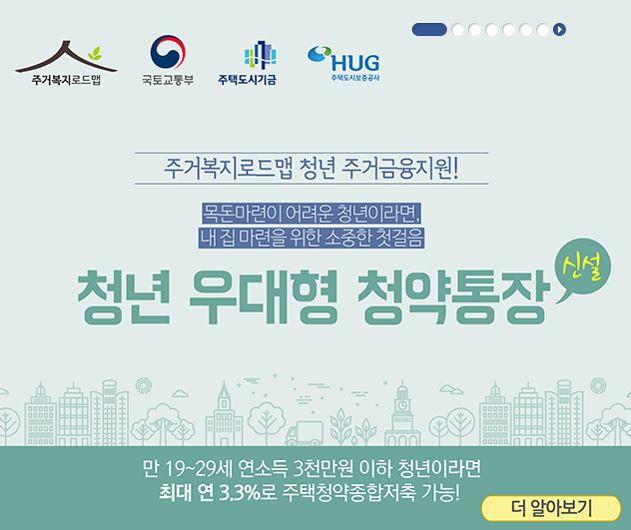 주거복지로드맵
국토교통부
주택도시기금
HUG
주택도시보증공사
주거복지로드맵 청년 주거금융지원!
목돈마련이 어려운 청년이라면,
내 집 마련을 위한 소중한 첫걸음
청년 우대형 청약통장
신설
만 19~29세 연소득 3천만원 이하 청년이라면
최대 연 3.3%로 주택청약종합저축 가능!
더 알아보기